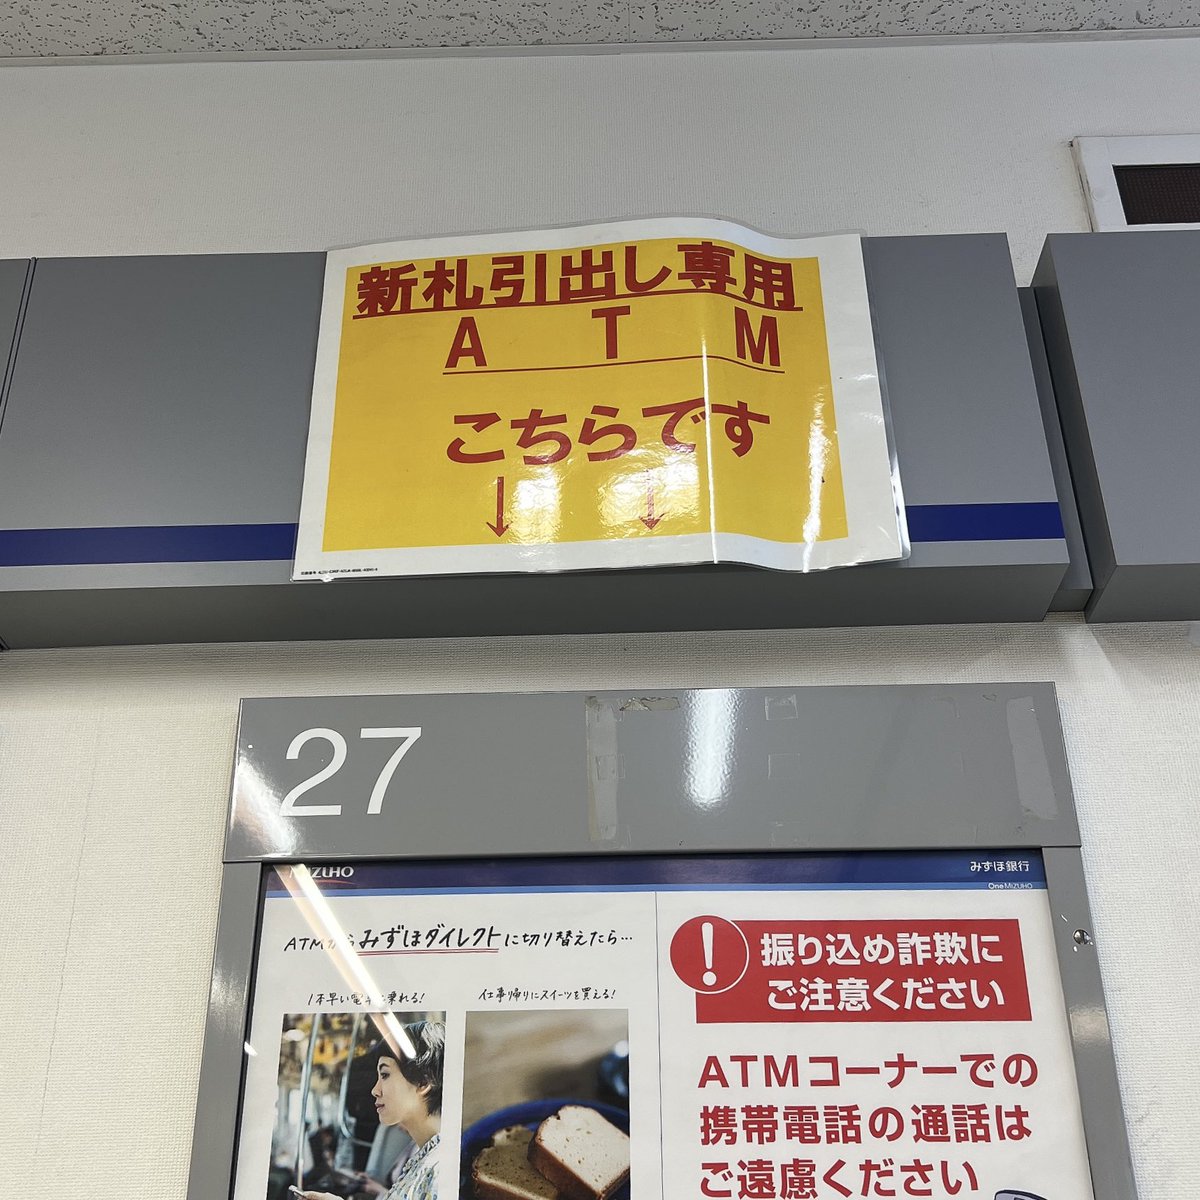 新札引出し専用
A T M
こちらです
↓ ↓
27
MIZUHO
みずほ銀行
One MIZUHO
ATMからみずほダイレクトに切り替えたら…
1本早い電車に乗れる!
仕事帰りにスイーツを買える!
振り込め詐欺に
ご注意ください
ATMコーナーでの
携帯電話の通話は
ご遠慮ください